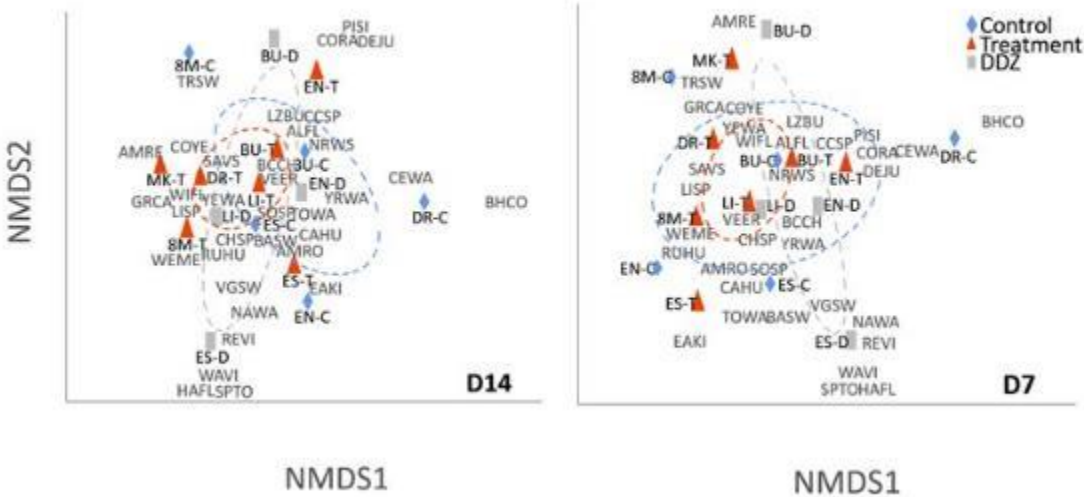 NMDS2
PISI
CORADEJU
BU-D
8M-C
TRSW
EN-T
LZBUCCSP
ALFL
NRWS
COYE
AMRE
SAVS
BU-T
BCCH
BU-C
MK-T
DR-T
VEER
CEWA
WIFL
YEWA
LI-T
EN-D
YRWA
GRCA
LISP
LI-D
SOSP
TOWA
DR-C
BHCO
ES-C
8M-T
CHSP
BASW
CAHU
WEME
RUHU
AMRO
VGSW
ES-T
EAKI
NAWA
EN-C
REVI
ES-D
WAVI
HAFLSPTO
D14
NMDS1
AMRE
BU-D
MK-T
8M-C
TRSW
GRCACOYE
YEWA
LZBU
DR-T
WIFL
ALFL
CCSP
PISI
BU-C
BU-T
CORA
CEWA
DR-C
BHCO
SAVS
NRWS
EN-T
DEJU
LISP
LI-T
LI-D
EN-D
8M-T
VEER
BCCH
WEME
CHSP
YRWA
RUHU
EN-C
AMROSOSP
CAHU
ES-C
ES-T
VGSW
TOWABASW
NAWA
EAKI
ES-D
REVI
WAVI
SPTOHAFL
D7
NMDS1
Control
Treatment
DDZ